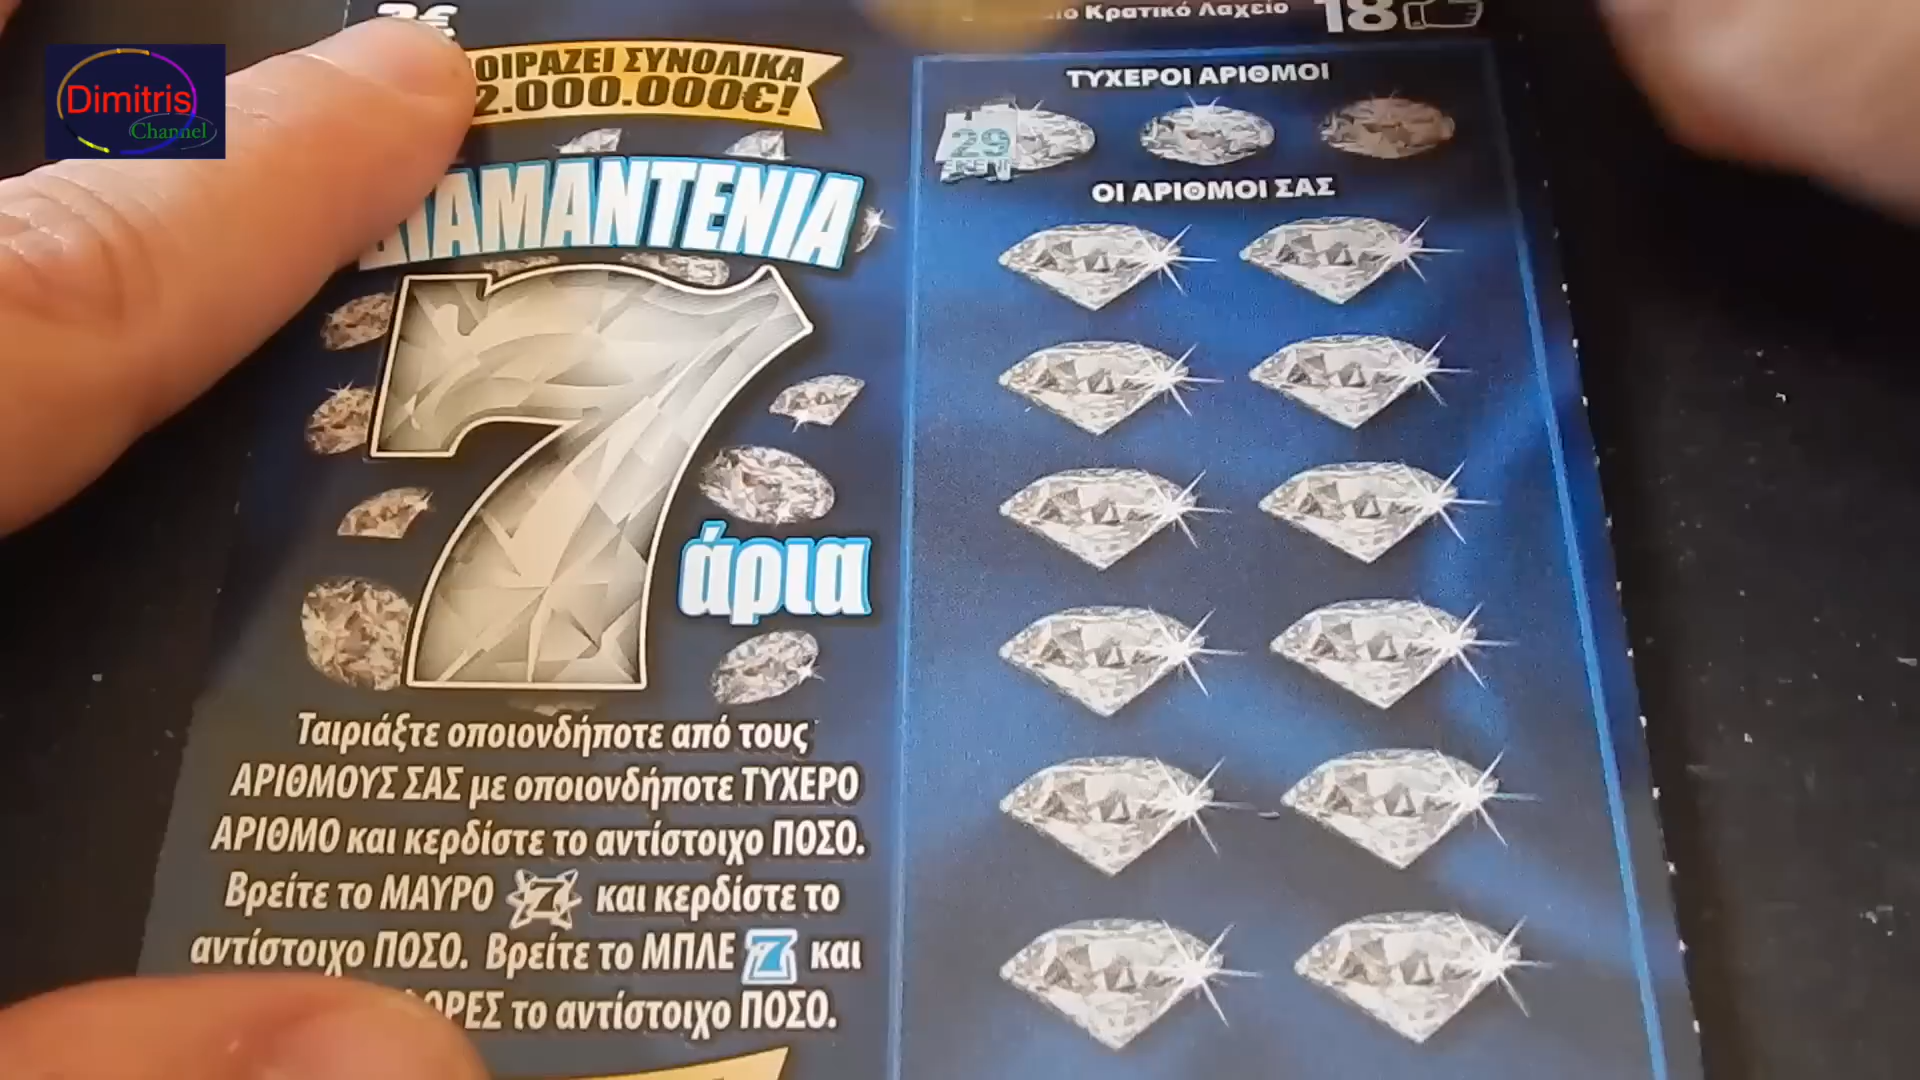 Dimitris
Channel
Κρατικό Λαχείο
18
ΣΥΝΟΛΙΚΑ
2.000.000€!
ΔΙΑΜΑΝΤΕΝΙΑ
7
άρια
Ταιριάξτε οποιονδήποτε από τους
ΑΡΙΘΜΟΥΣ ΣΑΣ με οποιονδήποτε ΤΥΧΕΡΟ
ΑΡΙΘΜΟ και κερδίστε το αντίστοιχο ΠΟΣΟ.
Βρείτε το ΜΑΥΡΟ 7 και κερδίστε το
αντίστοιχο ΠΟΣΟ. Βρείτε το ΜΠΛΕ 7 και
το αντίστοιχο ΠΟΣΟ.
ΤΥΧΕΡΟΙ ΑΡΙΘΜΟΙ
29
ΟΙ ΑΡΙΘΜΟΙ ΣΑΣ